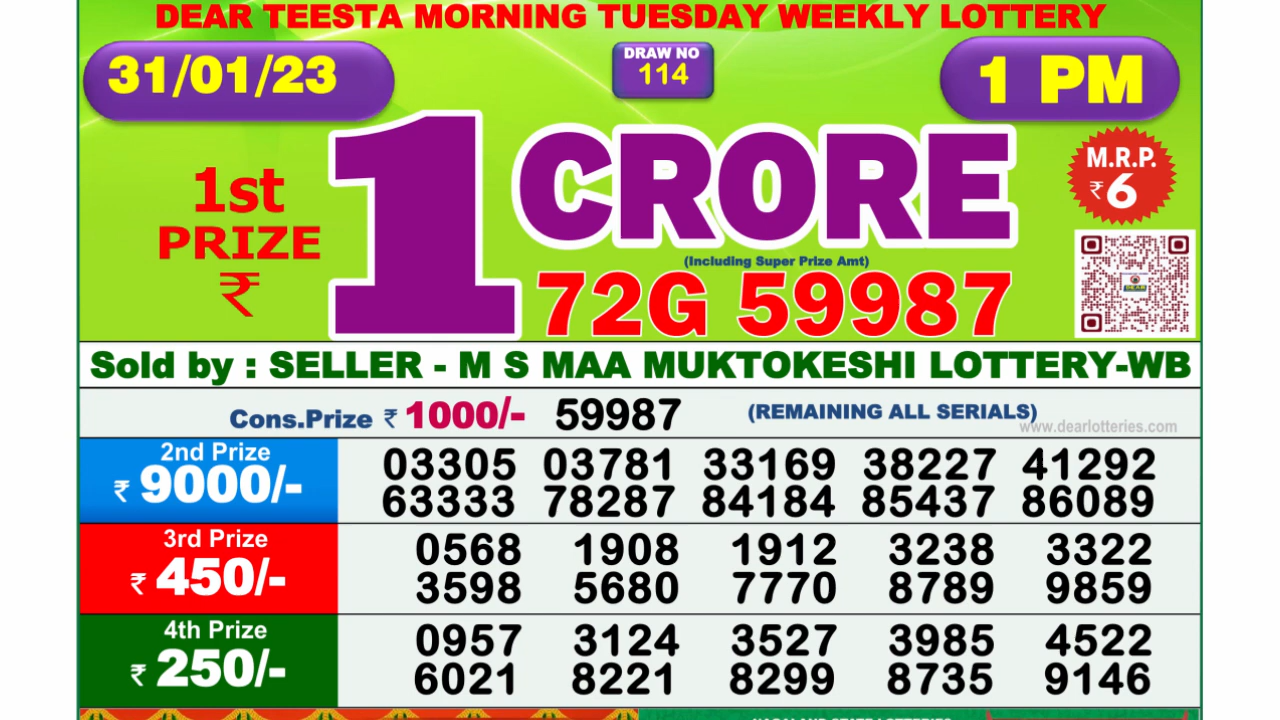 DEAR TEESTA MORNING TUESDAY WEEKLY LOTTERY
31/01/23
DRAW NO
114
1 PM
1st
PRIZE
₹
1 CRORE
(Including Super Prize Amt)
72G 59987
M.R.P.
₹ 6
Sold by : SELLER - M S MAA MUKTOKESHI LOTTERY-WB
Cons.Prize ₹ 1000/- 59987 (REMAINING ALL SERIALS)
www.dearlotteries.com
2nd Prize
₹ 9000/-
03305 03781 33169 38227 41292
63333 78287 84184 85437 86089
3rd Prize
₹ 450/-
0568 1908 1912 3238 3322
3598 5680 7770 8789 9859
4th Prize
₹ 250/-
0957 3124 3527 3985 4522
6021 8221 8299 8735 9146